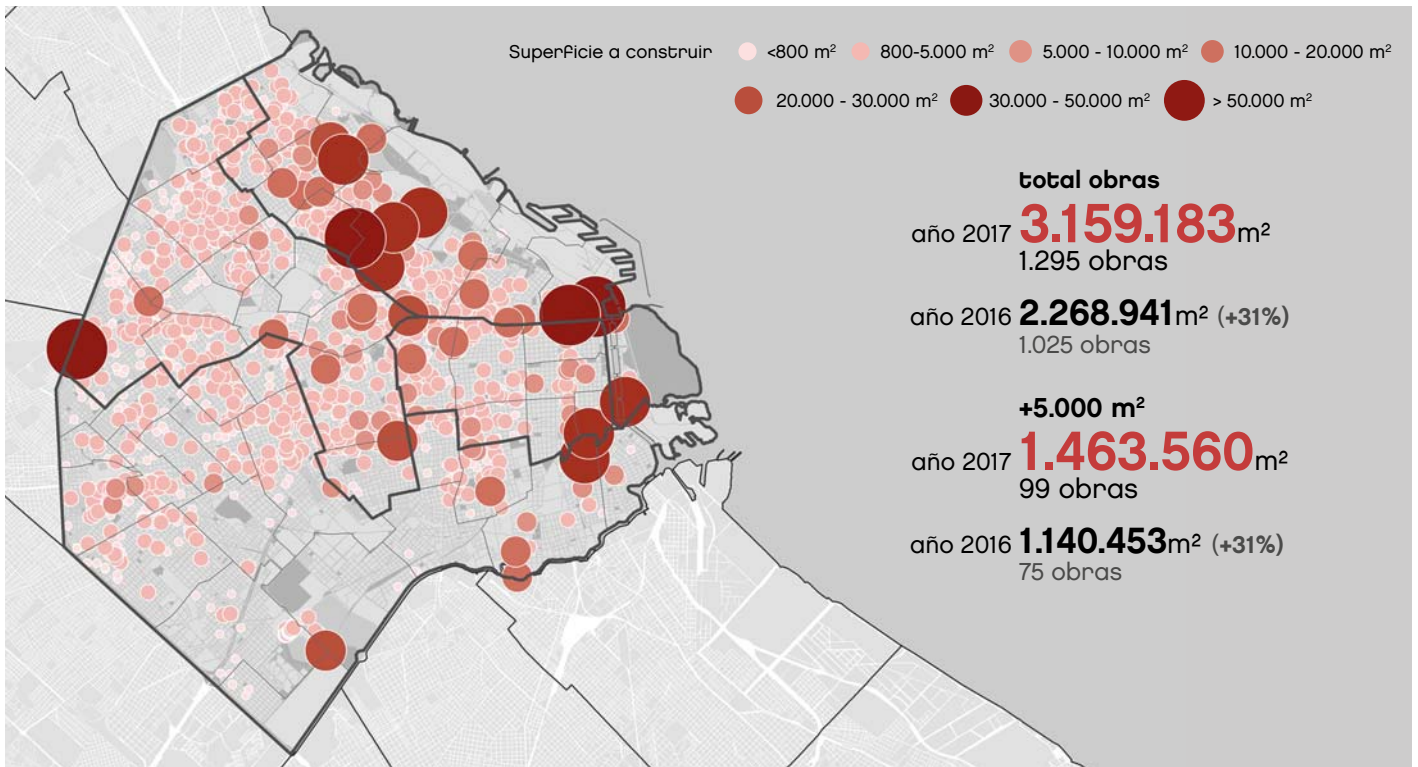 Superficie a construir <800 m² 800-5.000 m² 5.000 - 10.000 m² 10.000 - 20.000 m²
20.000 - 30.000 m² 30.000 - 50.000 m² > 50.000 m²
total obras
año 2017 3.159.183m²
1.295 obras
año 2016 2.268.941m² (+31%)
1.025 obras
+5.000 m²
año 2017 1.463.560m²
99 obras
año 2016 1.140.453m² (+31%)
75 obras